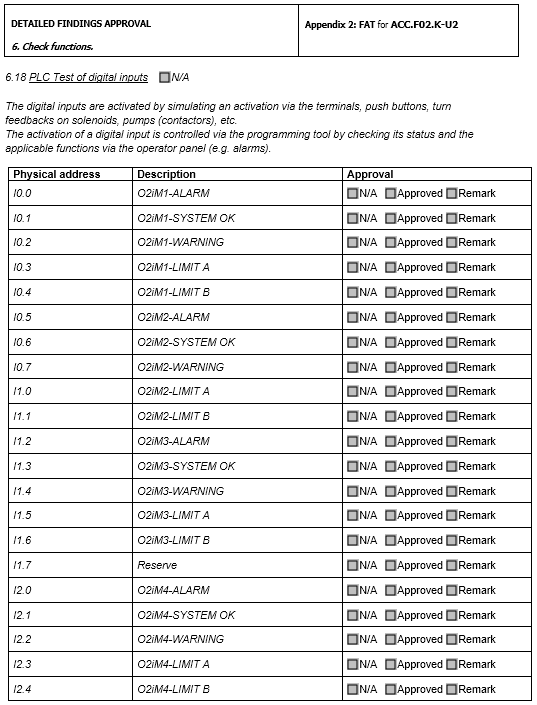 DETAILED FINDINGS APPROVAL
6. Check functions.
Appendix 2: FAT for ACC.F02.K-U2
6.18 PLC Test of digital inputs N/A
The digital inputs are activated by simulating an activation via the terminals, push buttons, turn
feedbacks on solenoids, pumps (contactors), etc.
The activation of a digital input is controlled via the programming tool by checking its status and the
applicable functions via the operator panel (e.g. alarms).
Physical address Description Approval
I0.0 O2iM1-ALARM N/A Approved Remark
I0.1 O2iM1-SYSTEM OK N/A Approved Remark
I0.2 O2iM1-WARNING N/A Approved Remark
I0.3 O2iM1-LIMIT A N/A Approved Remark
I0.4 O2iM1-LIMIT B N/A Approved Remark
I0.5 O2iM2-ALARM N/A Approved Remark
I0.6 O2iM2-SYSTEM OK N/A Approved Remark
I0.7 O2iM2-WARNING N/A Approved Remark
I1.0 O2iM2-LIMIT A N/A Approved Remark
I1.1 O2iM2-LIMIT B N/A Approved Remark
I1.2 O2iM3-ALARM N/A Approved Remark
I1.3 O2iM3-SYSTEM OK N/A Approved Remark
I1.4 O2iM3-WARNING N/A Approved Remark
I1.5 O2iM3-LIMIT A N/A Approved Remark
I1.6 O2iM3-LIMIT B N/A Approved Remark
I1.7 Reserve N/A Approved Remark
I2.0 O2iM4-ALARM N/A Approved Remark
I2.1 O2iM4-SYSTEM OK N/A Approved Remark
I2.2 O2iM4-WARNING N/A Approved Remark
I2.3 O2iM4-LIMIT A N/A Approved Remark
I2.4 O2iM4-LIMIT B N/A Approved Remark